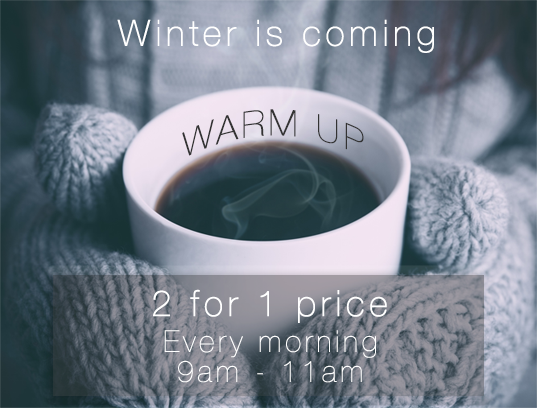 Winter is coming
WARM UP
2 for 1 price
Every morning
9am - 11am